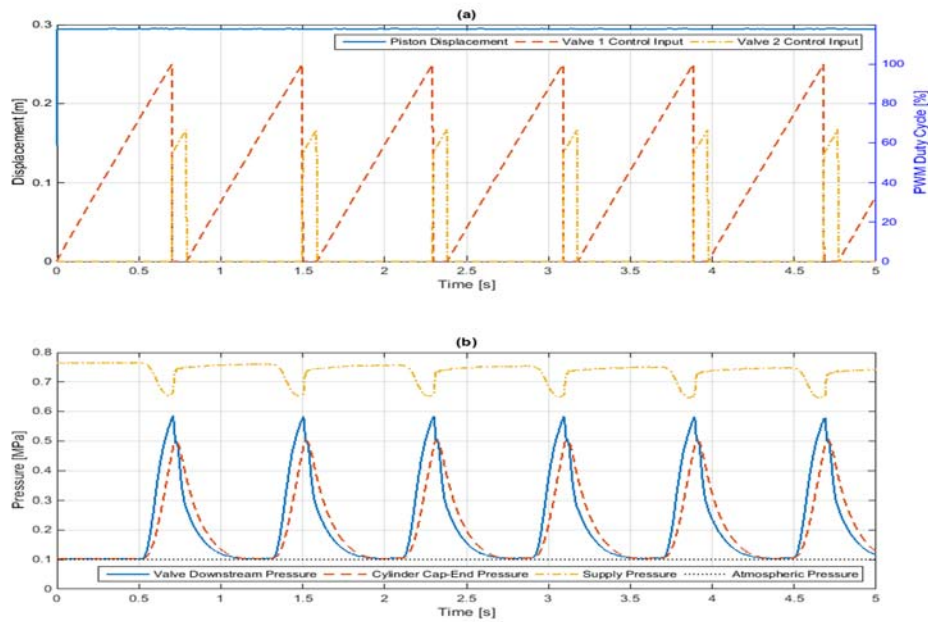 (a)
0.3
0.2
0.1
0
Displacement [m]
Piston Displacement
Valve 1 Control Input
Valve 2 Control Input
100
80
60
40
20
0
PWM Duty Cycle [%]
0 0.5 1 1.5 2 2.5 3 3.5 4 4.5 5
Time [s]
(b)
0.8
0.7
0.6
0.5
0.4
0.3
0.2
0.1
0
Pressure [MPa]
Valve Downstream Pressure
Cylinder Cap-End Pressure
Supply Pressure
Atmospheric Pressure
0 0.5 1 1.5 2 2.5 3 3.5 4 4.5 5
Time [s]